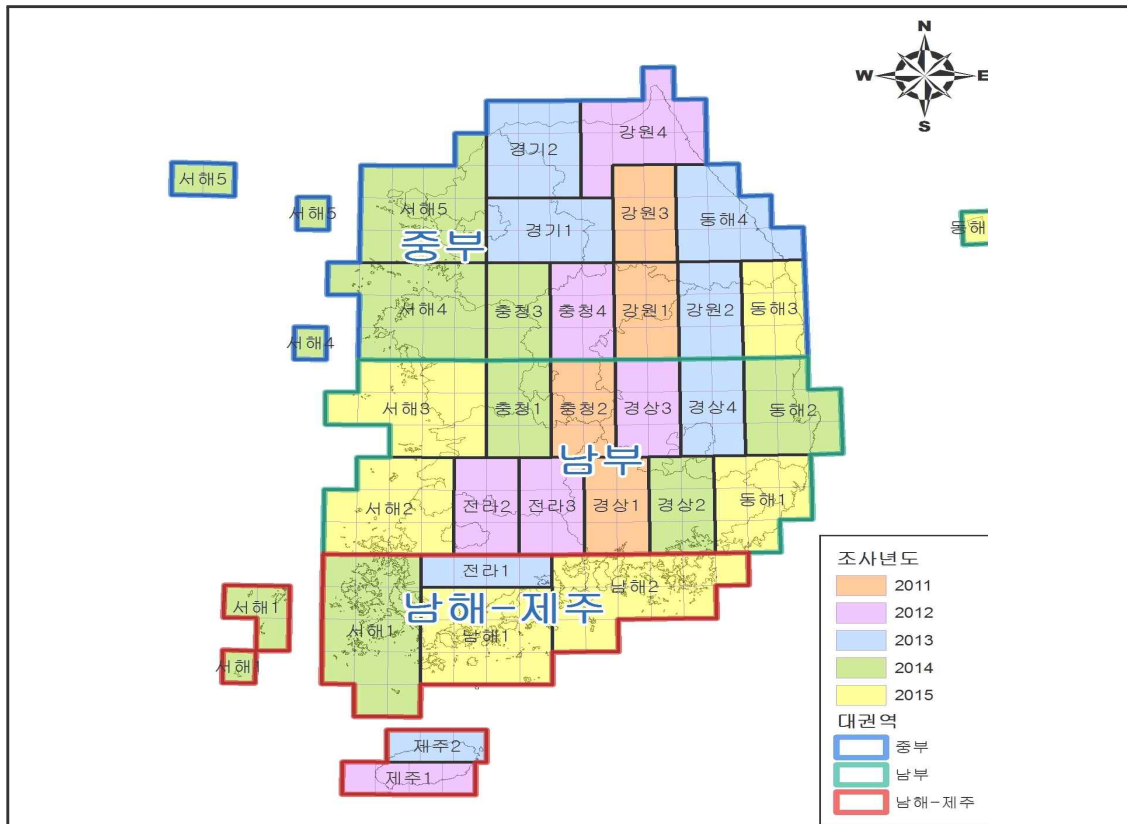 N
W E
S
강원4
경기2
서해5
서해5
서해5
강원3
동해4
경기1
동해
중부
서해4
충청3
충청4
강원1
강원2
동해3
서해4
서해3
충청1
충청2
경상3
경상4
동해2
남부
서해2
전라2
전라3
경상1
경상2
동해1
전라1
남해2
서해1
서해1
남해-제주
남해1
서해1
제주2
제주1
조사년도
2011
2012
2013
2014
2015
대권역
중부
남부
남해-제주